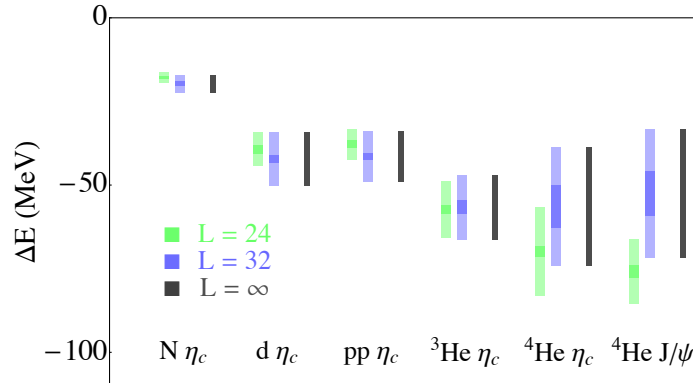 0
−50
−100
ΔE (MeV)
L = 24
L = 32
L = ∞
N η_c
d η_c
pp η_c
³He η_c
⁴He η_c
⁴He J/ψ